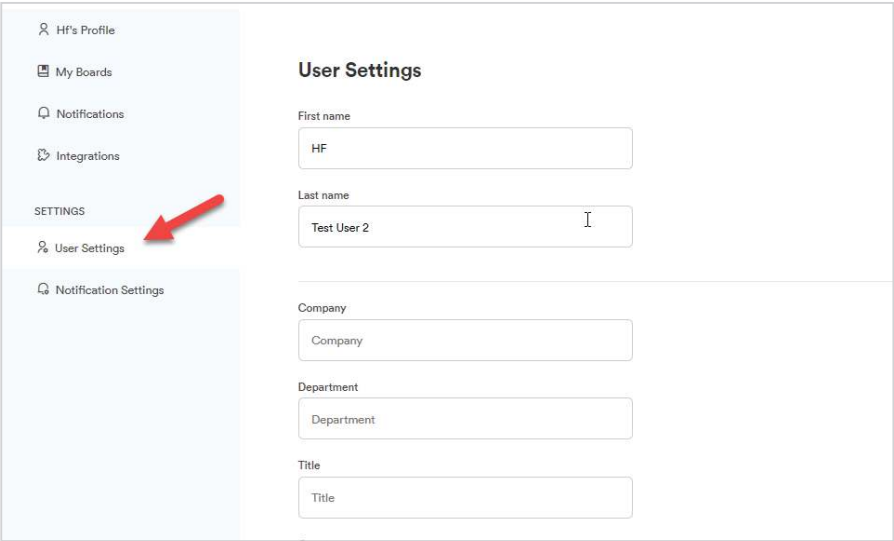 Hf's Profile
My Boards
Notifications
Integrations
SETTINGS
User Settings
Notification Settings
User Settings
First name
HF
Last name
Test User 2
Company
Company
Department
Department
Title
Title